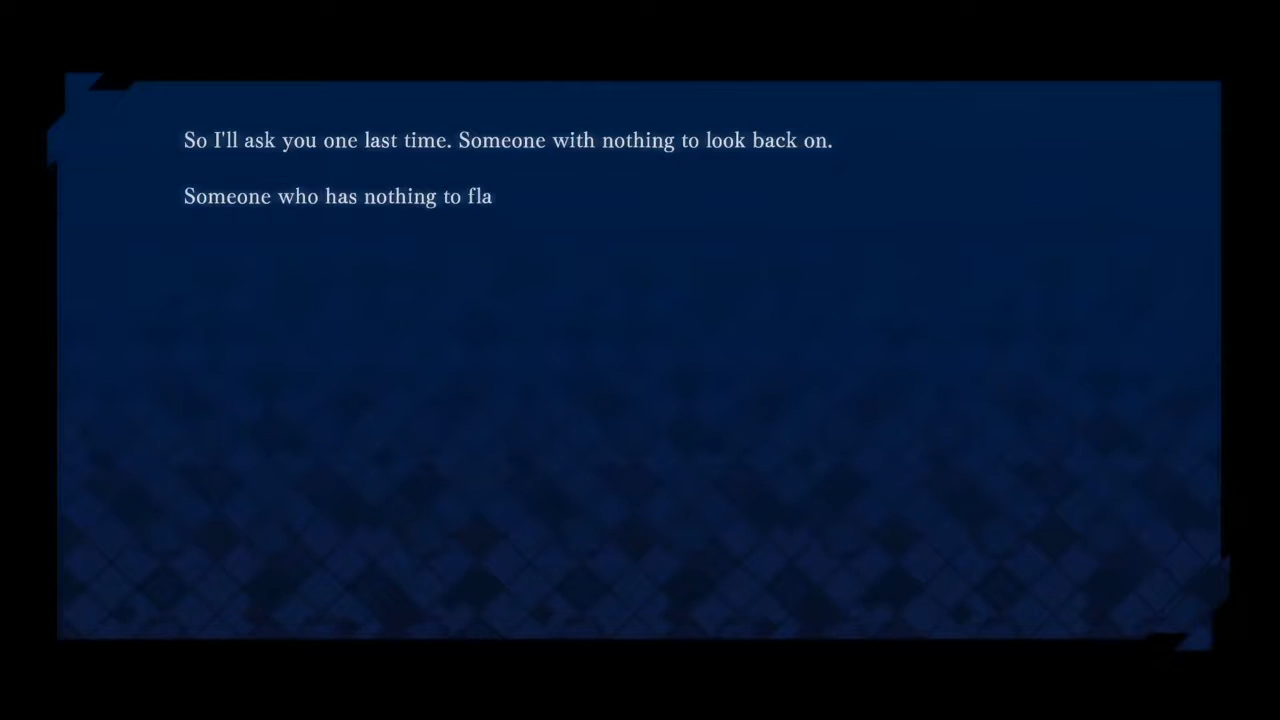 So I'll ask you one last time. Someone with nothing to look back on.
Someone who has nothing to fla